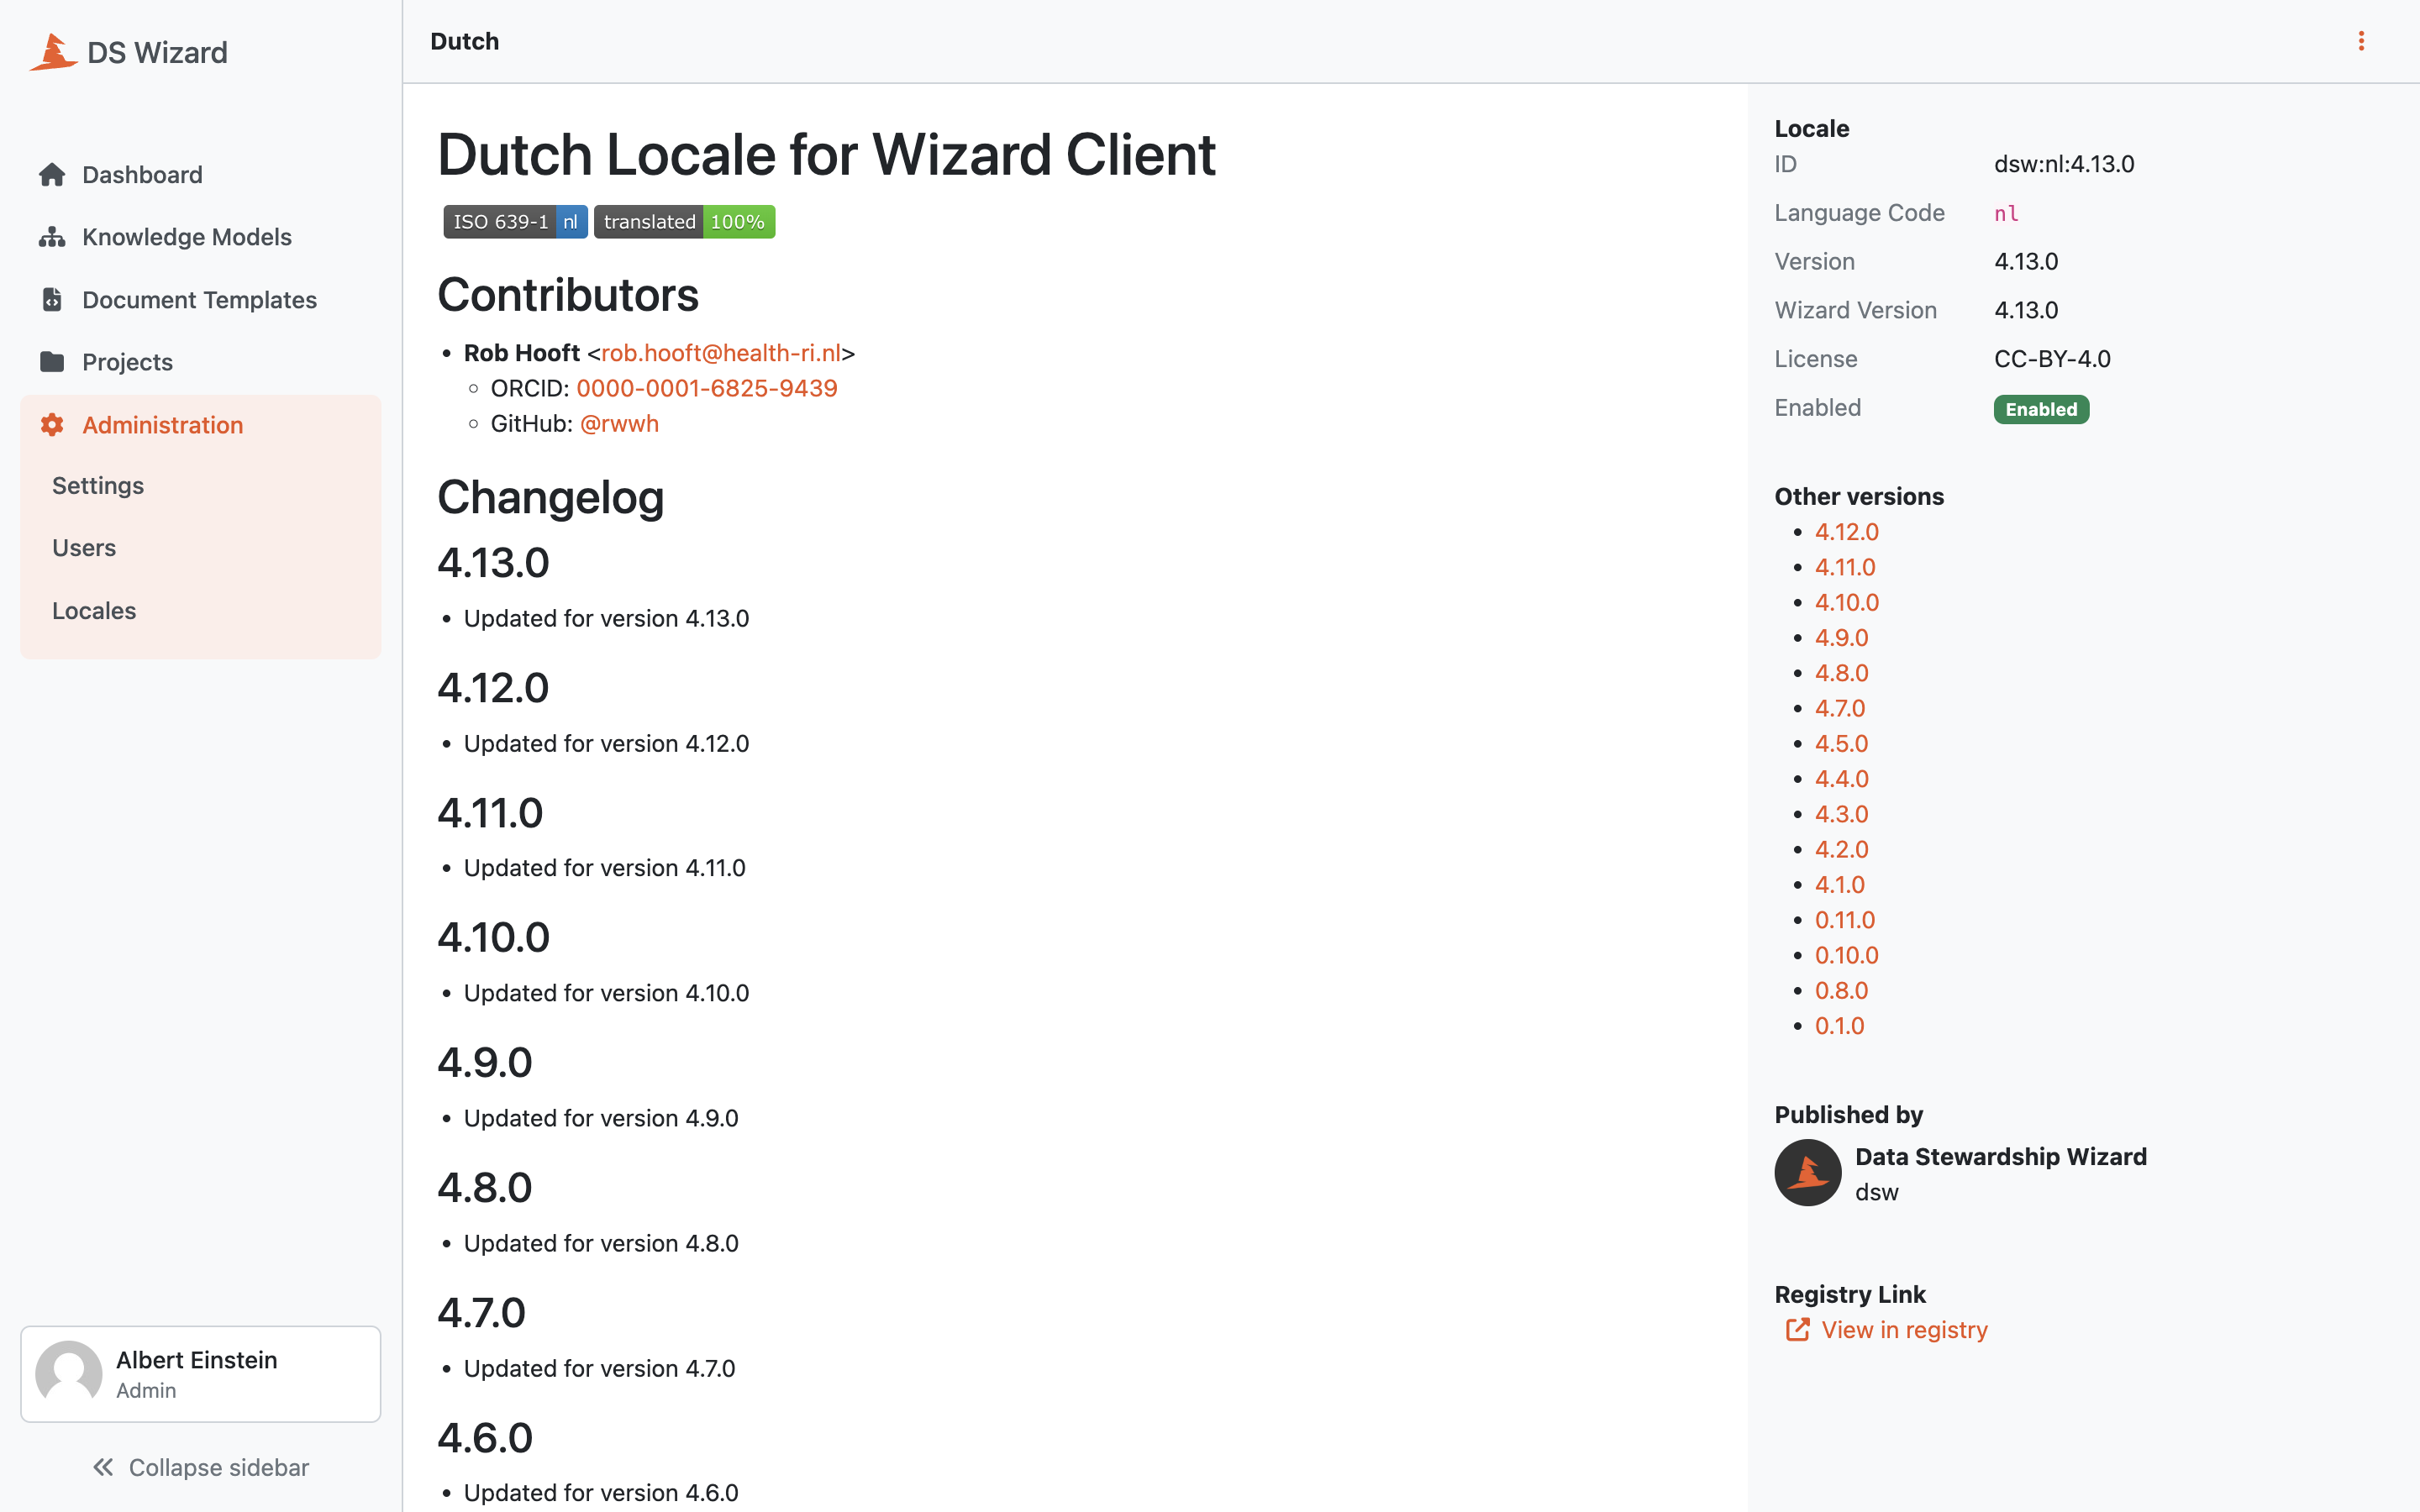 DS Wizard
Dashboard
Knowledge Models
Document Templates
Projects
Administration
Settings
Users
Locales
Albert Einstein
Admin
Collapse sidebar
Dutch
Dutch Locale for Wizard Client
ISO 639-1 nl translated 100%
Contributors
• Rob Hooft <rob.hooft@health-ri.nl>
◦ ORCID: 0000-0001-6825-9439
◦ GitHub: @rwwh
Changelog
4.13.0
• Updated for version 4.13.0
4.12.0
• Updated for version 4.12.0
4.11.0
• Updated for version 4.11.0
4.10.0
• Updated for version 4.10.0
4.9.0
• Updated for version 4.9.0
4.8.0
• Updated for version 4.8.0
4.7.0
• Updated for version 4.7.0
4.6.0
• Updated for version 4.6.0
Locale
ID dsw:nl:4.13.0
Language Code nl
Version 4.13.0
Wizard Version 4.13.0
License CC-BY-4.0
Enabled Enabled
Other versions
• 4.12.0
• 4.11.0
• 4.10.0
• 4.9.0
• 4.8.0
• 4.7.0
• 4.5.0
• 4.4.0
• 4.3.0
• 4.2.0
• 4.1.0
• 0.11.0
• 0.10.0
• 0.8.0
• 0.1.0
Published by
Data Stewardship Wizard
dsw
Registry Link
View in registry